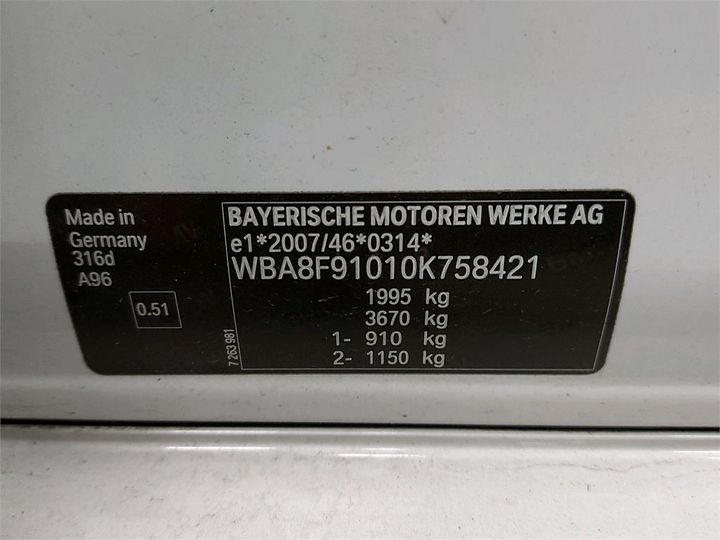 Made in
Germany
316d
A96
0.51
7 263 981
BAYERISCHE MOTOREN WERKE AG
e1*2007/46*0314*
WBA8F91010K758421
1995 kg
3670 kg
1- 910 kg
2- 1150 kg